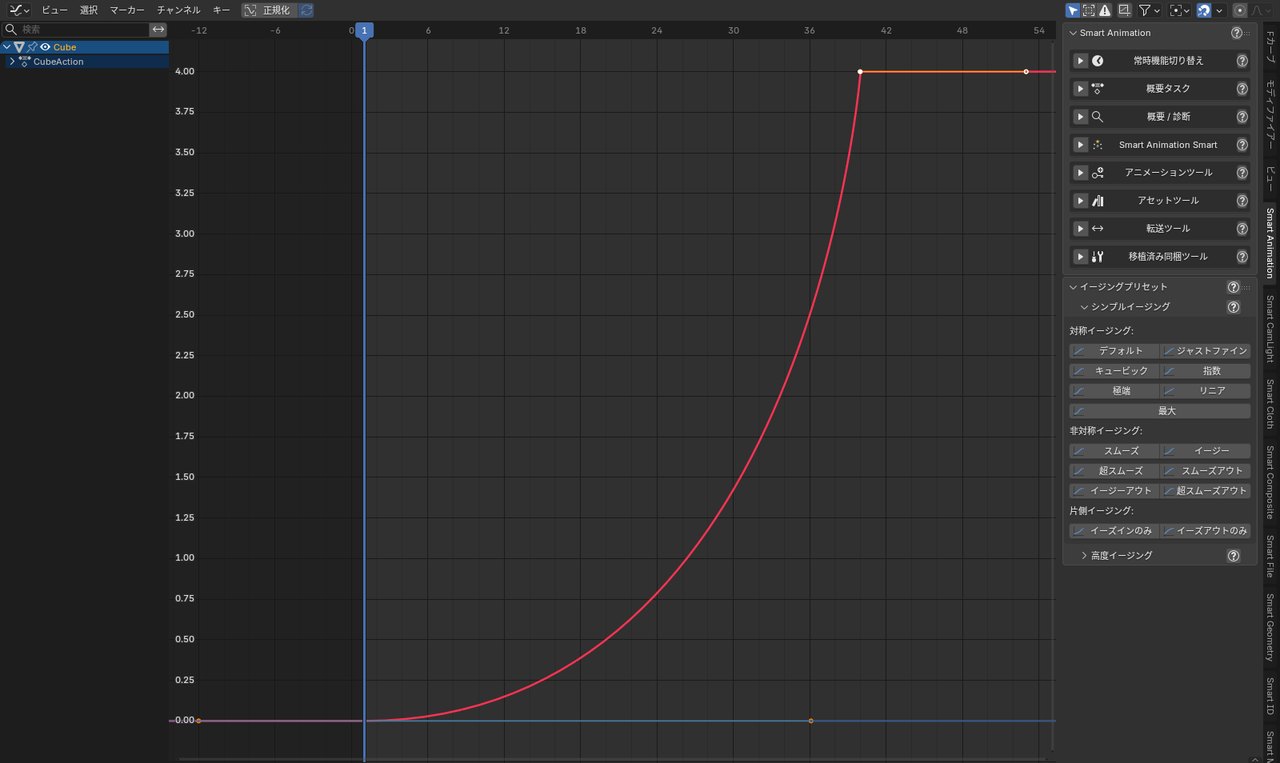 ビュー 選択 マーカー チャンネル キー 正規化
検索
-12 -6 0 1 6 12 18 24 30 36 42 48 54
Cube
CubeAction
4.00
3.75
3.50
3.25
3.00
2.75
2.50
2.25
2.00
1.75
1.50
1.25
1.00
0.75
0.50
0.25
0.00
Smart Animation
常時機能切り替え
概要タスク
概要 / 診断
Smart Animation Smart
アニメーションツール
アセットツール
転送ツール
移植済み同梱ツール
イージングプリセット
シンプルイージング
対称イージング:
デフォルト ジャストファイン
キュービック 指数
極端 リニア
最大
非対称イージング:
スムーズ イージー
超スムーズ スムーズアウト
イージーアウト 超スムーズアウト
片側イージング:
イーズインのみ イーズアウトのみ
高度イージング
Fカーブ
モディファイアー
ビュー
Smart Animation
Smart CamLight
Smart Cloth
Smart Composite
Smart File
Smart Geometry
Smart ID